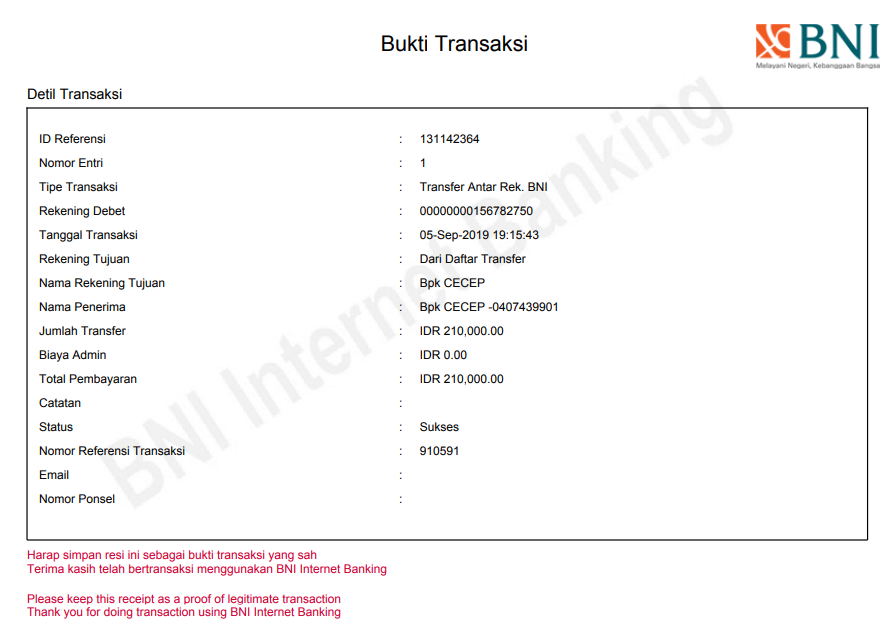 Bukti Transaksi
BNI
Melayani Negeri, Kebanggaan Bangsa
Detil Transaksi
ID Referensi : 131142364
Nomor Entri : 1
Tipe Transaksi : Transfer Antar Rek. BNI
Rekening Debet : 00000000156782750
Tanggal Transaksi : 05-Sep-2019 19:15:43
Rekening Tujuan : Dari Daftar Transfer
Nama Rekening Tujuan : Bpk CECEP
Nama Penerima : Bpk CECEP -0407439901
Jumlah Transfer : IDR 210,000.00
Biaya Admin : IDR 0.00
Total Pembayaran : IDR 210,000.00
Catatan :
Status : Sukses
Nomor Referensi Transaksi : 910591
Email :
Nomor Ponsel :
BNI Internet Banking
Harap simpan resi ini sebagai bukti transaksi yang sah
Terima kasih telah bertransaksi menggunakan BNI Internet Banking
Please keep this receipt as a proof of legitimate transaction
Thank you for doing transaction using BNI Internet Banking